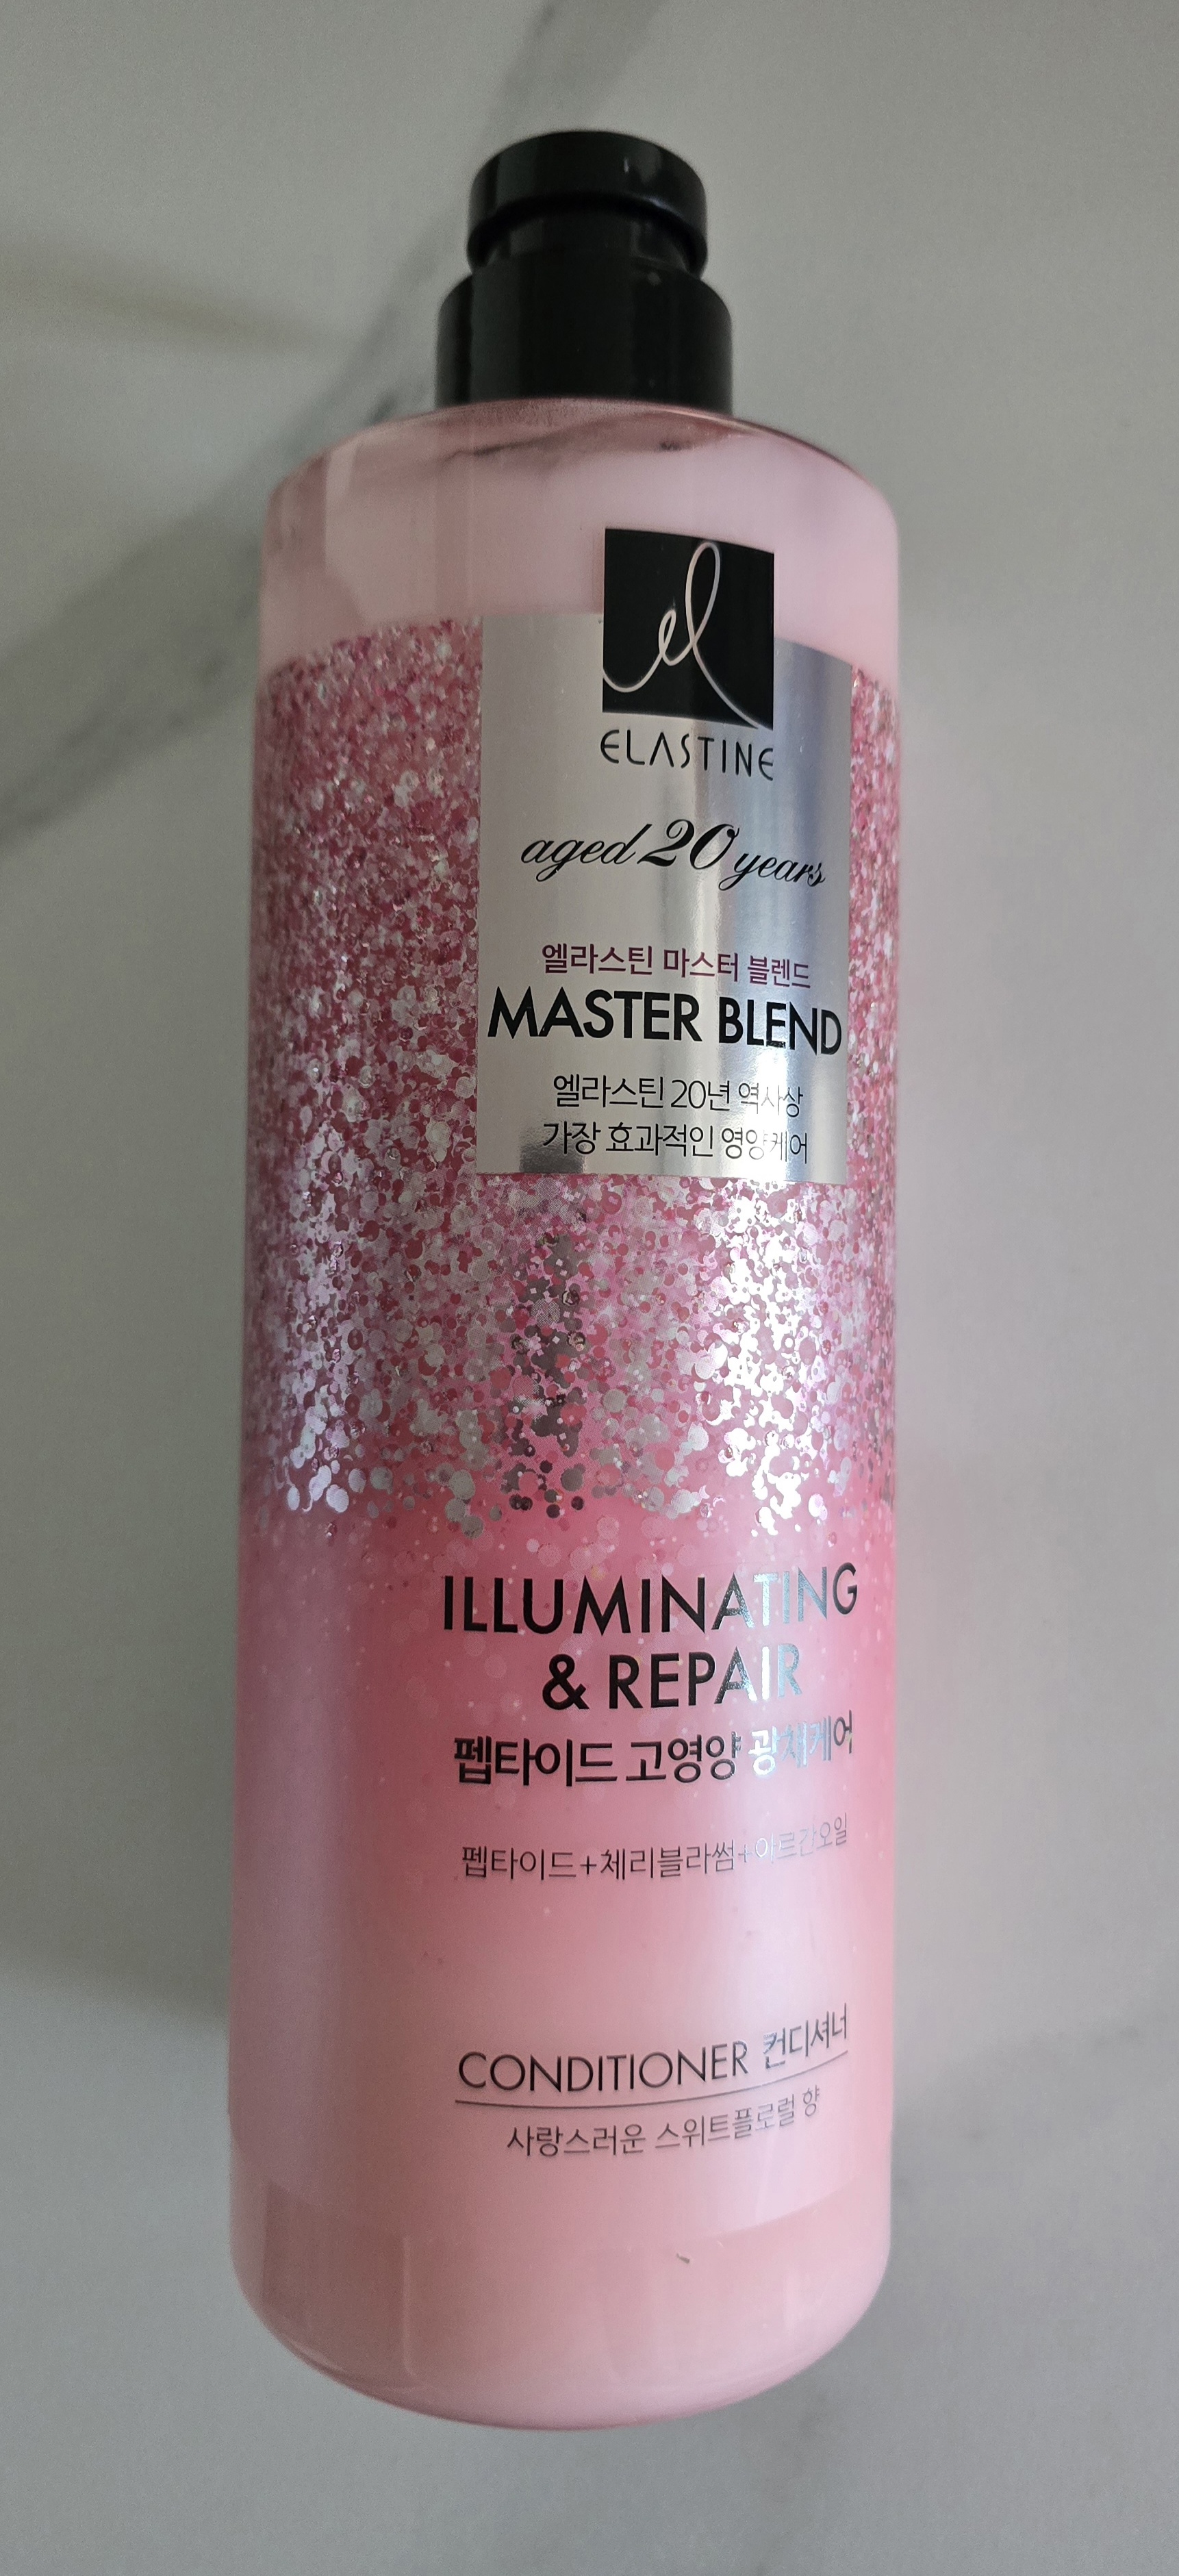 el
ELASTINE
aged 20 years
엘라스틴 마스터 블렌드
MASTER BLEND
엘라스틴 20년 역사상
가장 효과적인 영양케어
ILLUMINATING
& REPAIR
펩타이드 고영양 광채케어
펩타이드+체리블라썸+아르간오일
CONDITIONER 컨디셔너
사랑스러운 스위트플로럴 향